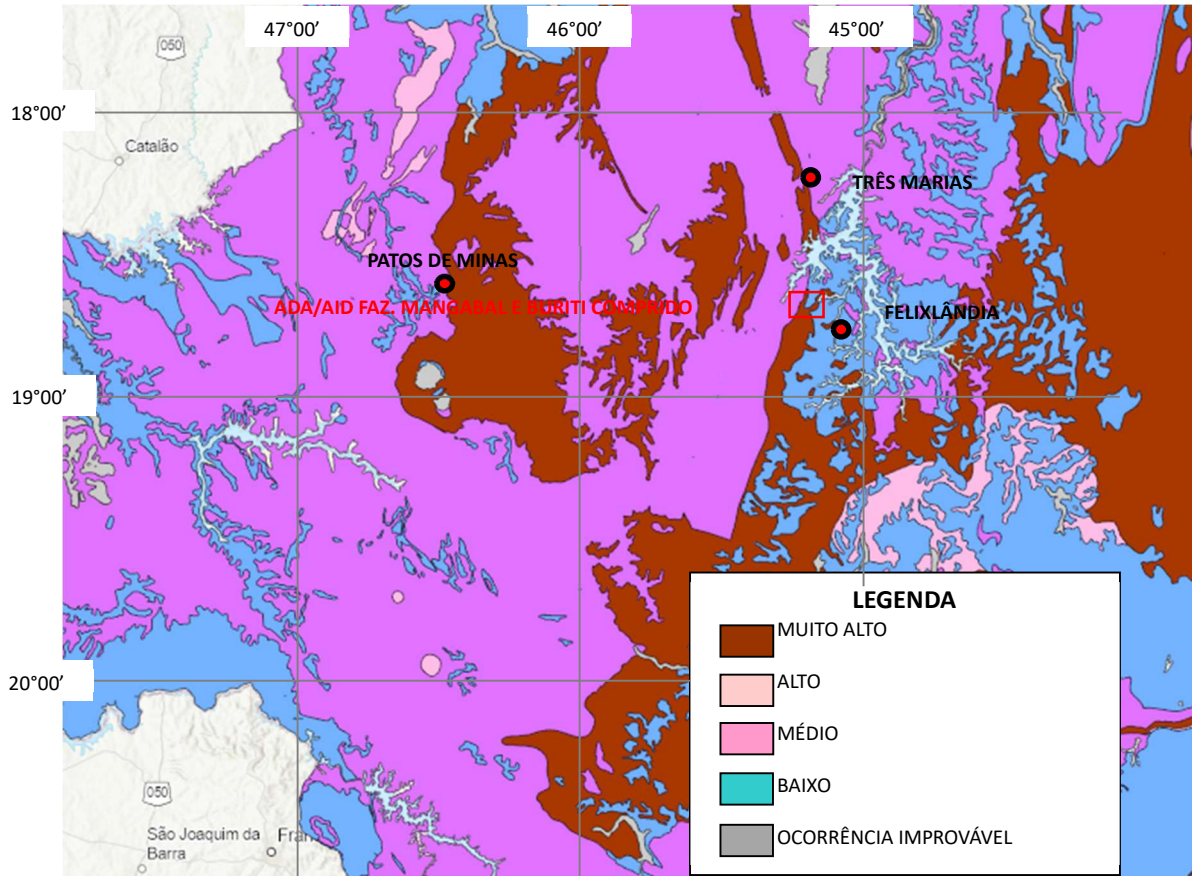 47°00’
46°00’
45°00’
050
18°00’
Catalão
TRÊS MARIAS
PATOS DE MINAS
ADA/AID FAZ. MANGABAL E BURITI COMPRIDO
FELIXLÂNDIA
19°00’
LEGENDA
MUITO ALTO
20°00’
ALTO
MÉDIO
BAIXO
050
São Joaquim da
Barra
OCORRÊNCIA IMPROVÁVEL